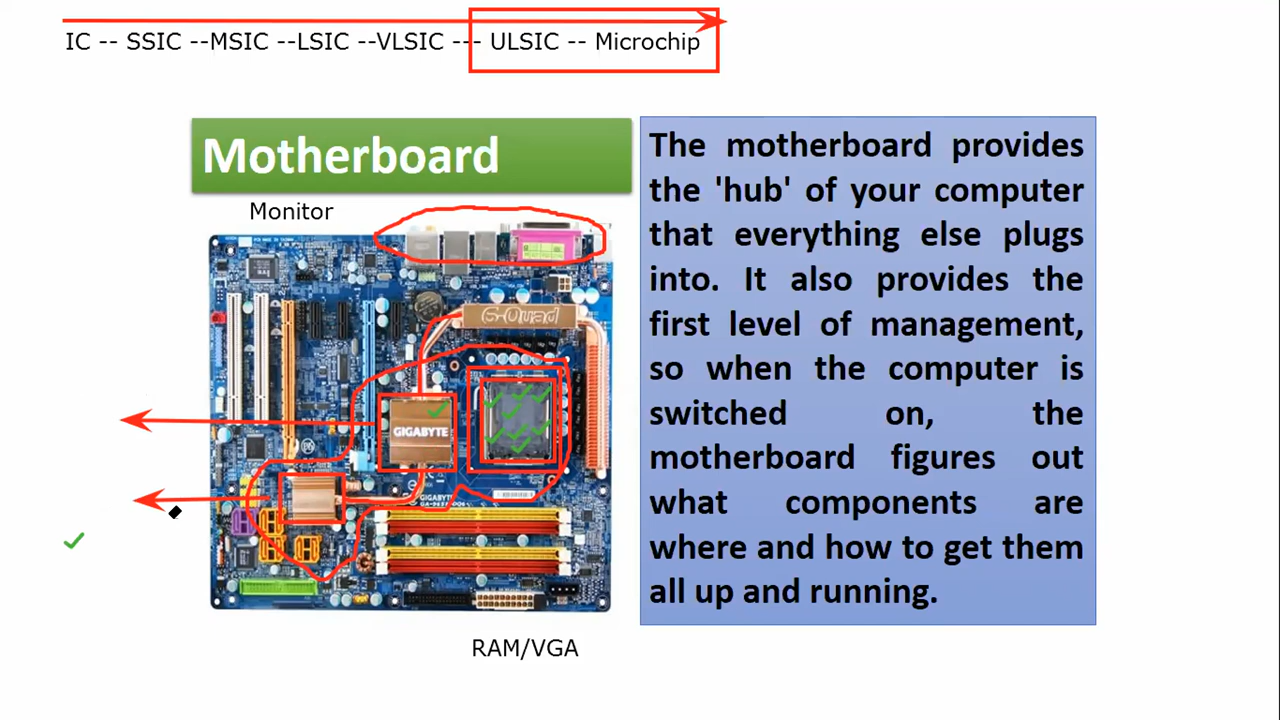 IC -- SSIC --MSIC --LSIC --VLSIC --- ULSIC -- Microchip
Motherboard
Monitor
The motherboard provides
the 'hub' of your computer
that everything else plugs
into. It also provides the
first level of management,
so when the computer is
switched on, the
motherboard figures out
what components are
where and how to get them
all up and running.
6-Quad
GIGABYTE
GIGABYTE
RAM/VGA